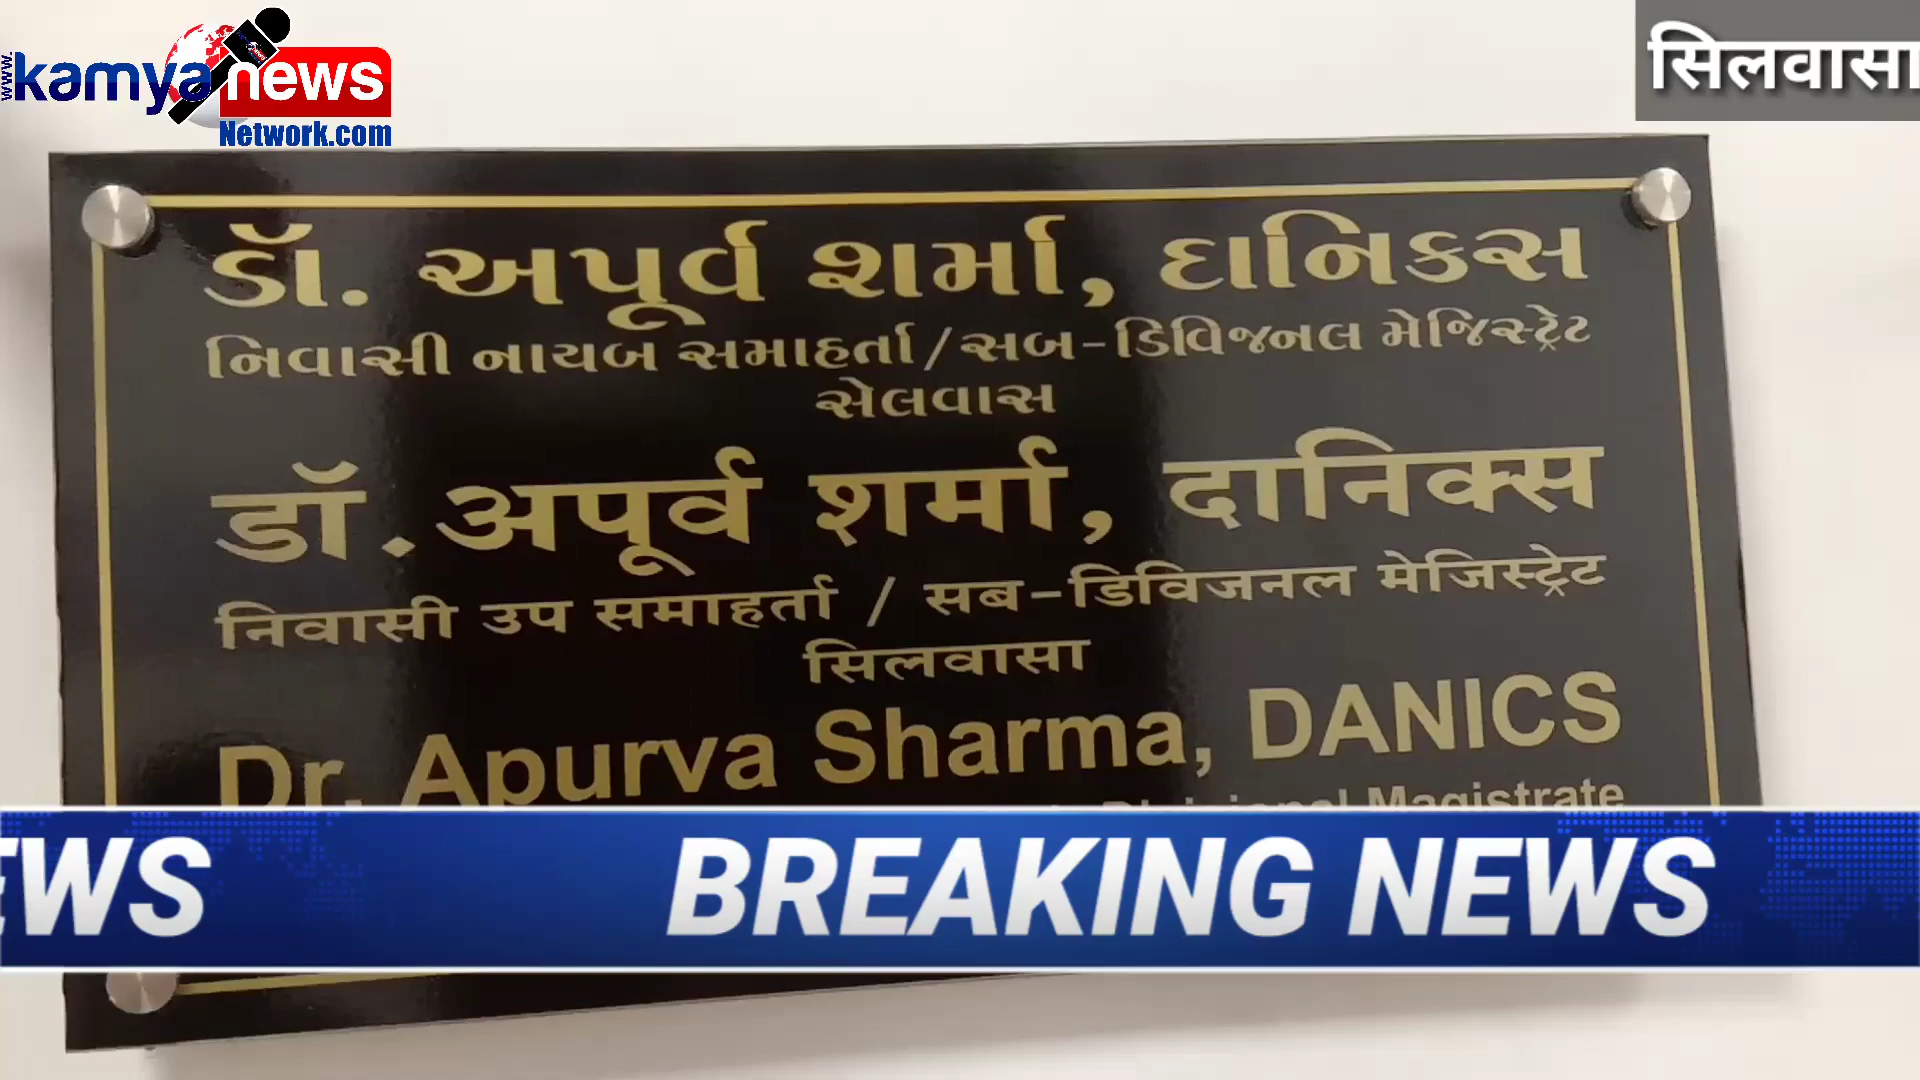 www.kamya news
Network.com
सिलवासा
ડૉ. અપૂર્વ શર્મા, દાનિકસ
નિવાસી નાયબ સમાહર્તા/સબ-ડિવિજનલ મેજિસ્ટ્રેટ
સેલવાસ
डॉ. अपूर्व शर्मा, दानिक्स
निवासी उप समाहर्ता / सब-डिविजनल मेजिस्ट्रेट
सिलवासा
Dr. Apurva Sharma, DANICS
Magistrate
EWS BREAKING NEWS